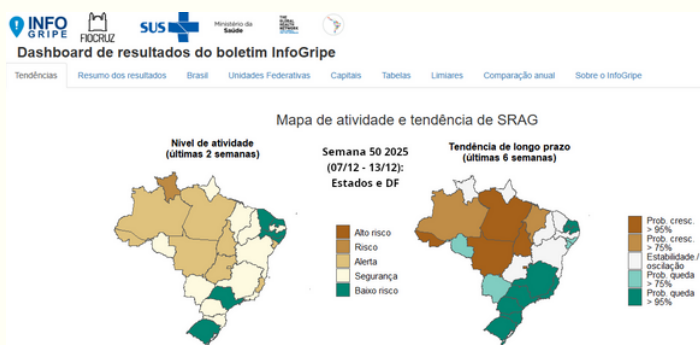 INFO
GRIPE
FIOCRUZ
SUS
Ministério da
Saúde
THE
GLOBAL
HEALTH
NETWORK
Dashboard de resultados do boletim InfoGripe
Tendências
Resumo dos resultados
Brasil
Unidades Federativas
Capitais
Tabelas
Limiares
Comparação anual
Sobre o InfoGripe
Mapa de atividade e tendência de SRAG
Nível de atividade
(últimas 2 semanas)
Semana 50 2025
(07/12 - 13/12):
Estados e DF
Tendência de longo prazo
(últimas 6 semanas)
Alto risco
Risco
Alerta
Segurança
Baixo risco
Prob. cresc.
> 95%
Prob. cresc.
> 75%
Estabilidade /
oscilação
Prob. queda
> 75%
Prob. queda
> 95%